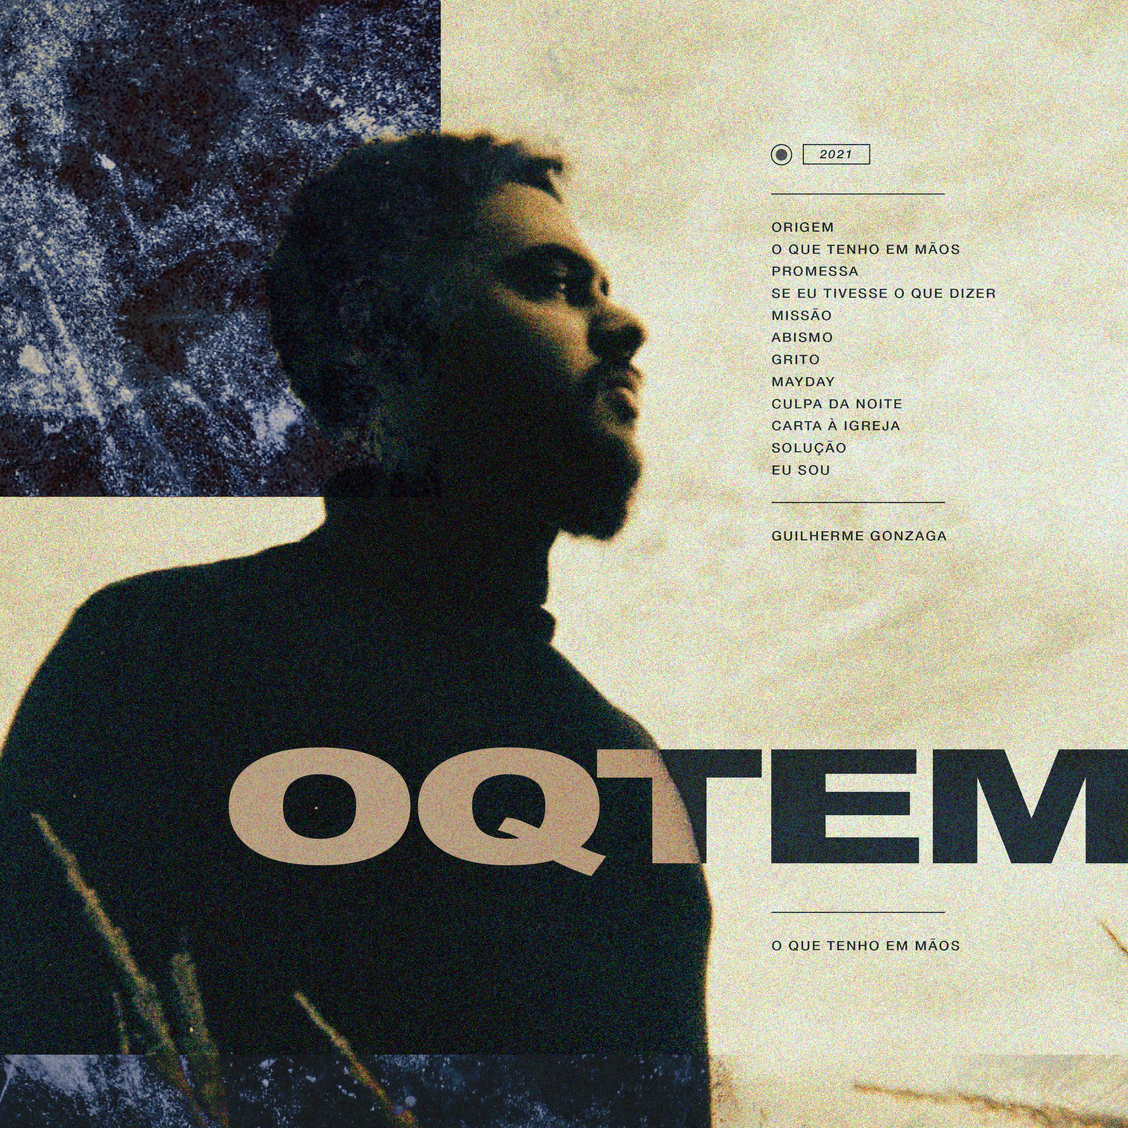 2021
ORIGEM
O QUE TENHO EM MÃOS
PROMESSA
SE EU TIVESSE O QUE DIZER
MISSÃO
ABISMO
GRITO
MAYDAY
CULPA DA NOITE
CARTA À IGREJA
SOLUÇÃO
EU SOU
GUILHERME GONZAGA
OQTEM
O QUE TENHO EM MÃOS